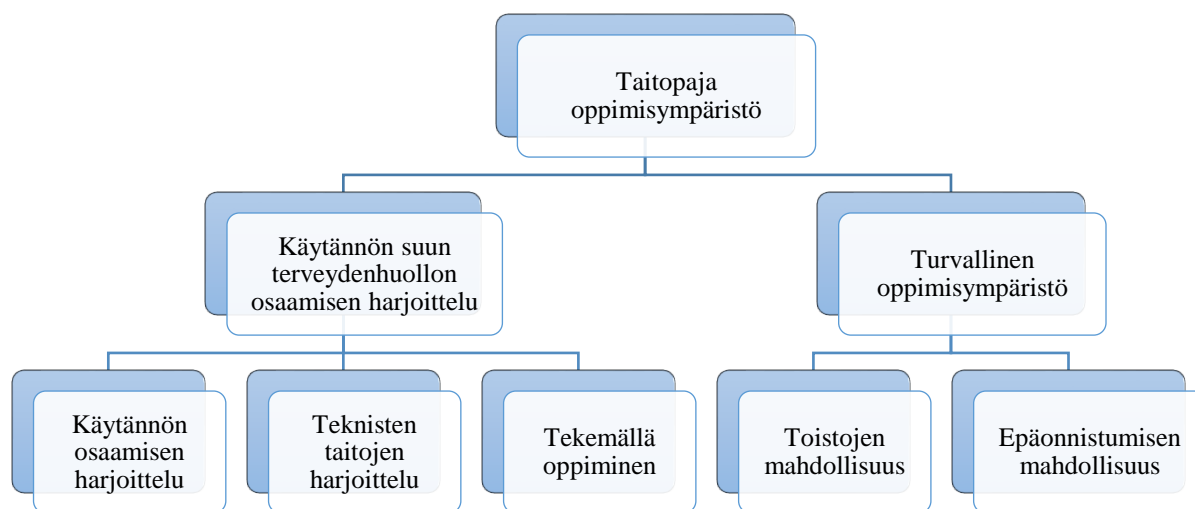 Taitopaja
oppimisympäristö
Käytännön suun
terveydenhuollon
osaamisen harjoittelu
Turvallinen
oppimisympäristö
Käytännön
osaamisen
harjoittelu
Teknisten
taitojen
harjoittelu
Tekemällä
oppiminen
Toistojen
mahdollisuus
Epäonnistumisen
mahdollisuus